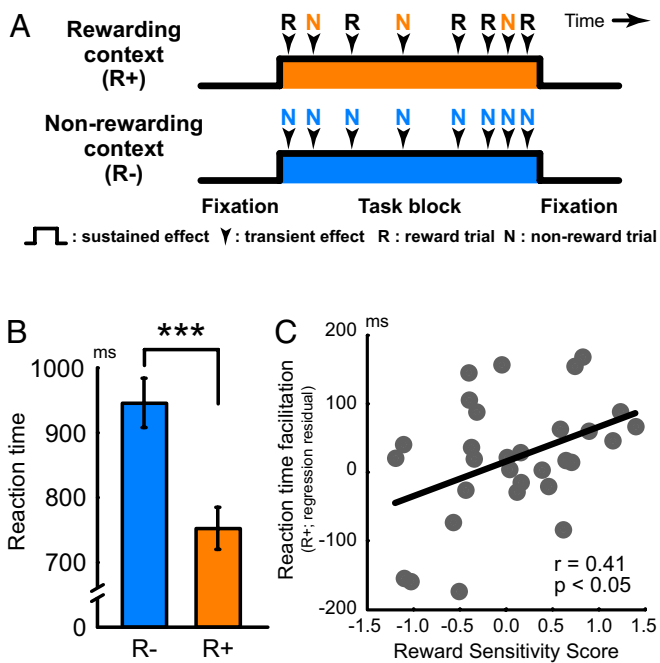 A
Rewarding context (R+)
R N R N R R N R
Time
Non-rewarding context (R-)
N N N N N N N N
Fixation Task block Fixation
: sustained effect : transient effect R : reward trial N : non-reward trial
B
ms
***
Reaction time
1000
900
800
700
0
R- R+
C
ms
Reaction time facilitation
(R+; regression residual)
200
100
0
-100
-200
r = 0.41
p < 0.05
-1.5 -1.0 -0.5 0.0 0.5 1.0 1.5
Reward Sensitivity Score